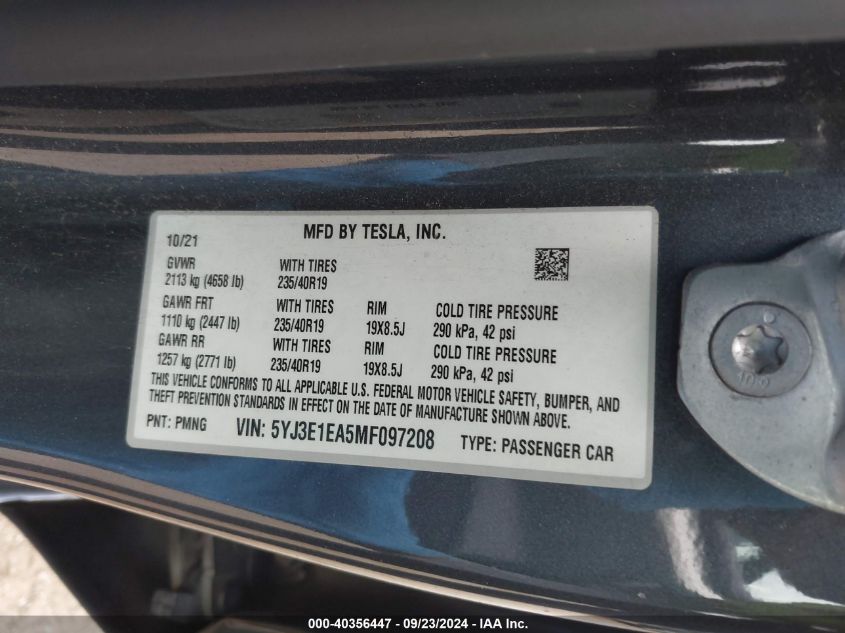 MFD BY TESLA, INC.
10/21
GVWR WITH TIRES
2113 kg (4658 lb) 235/40R19
GAWR FRT WITH TIRES RIM COLD TIRE PRESSURE
1110 kg (2447 lb) 235/40R19 19X8.5J 290 kPa, 42 psi
GAWR RR WITH TIRES RIM COLD TIRE PRESSURE
1257 kg (2771 lb) 235/40R19 19X8.5J 290 kPa, 42 psi
THIS VEHICLE CONFORMS TO ALL APPLICABLE U.S. FEDERAL MOTOR VEHICLE SAFETY, BUMPER, AND
THEFT PREVENTION STANDARDS IN EFFECT ON THE DATE OF MANUFACTURE SHOWN ABOVE.
PNT: PMNG VIN: 5YJ3E1EA5MF097208 TYPE: PASSENGER CAR
000-40356447 - 09/23/2024 - IAA Inc.